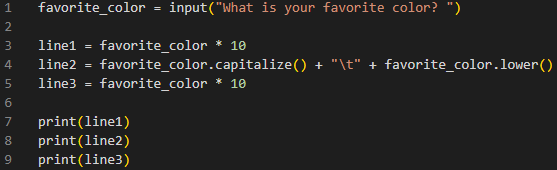 1 favorite_color = input("What is your favorite color? ")
2
3 line1 = favorite_color * 10
4 line2 = favorite_color.capitalize() + "\t" + favorite_color.lower()
5 line3 = favorite_color * 10
6
7 print(line1)
8 print(line2)
9 print(line3)